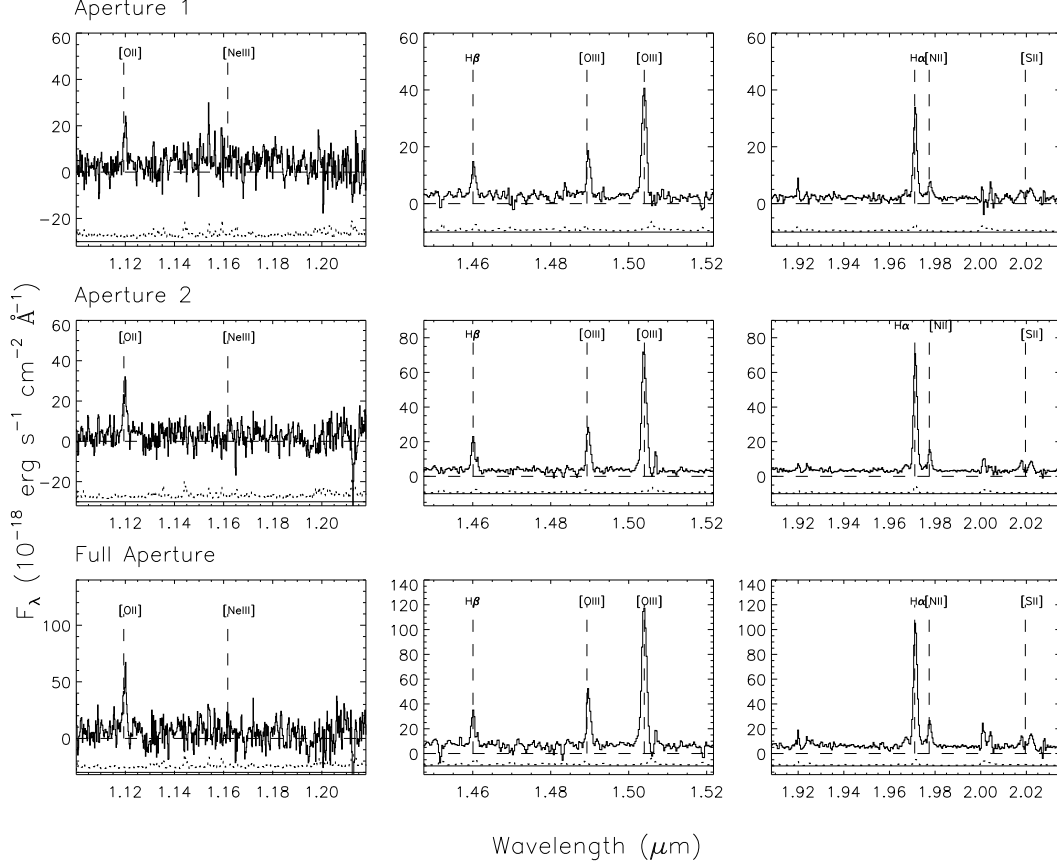 Aperture 1
[OII] [NeIII]
60
40
20
0
−20
1.12 1.14 1.16 1.18 1.20
Hβ [OIII] [OIII]
60
40
20
0
1.46 1.48 1.50 1.52
Hα[NII] [SII]
60
40
20
0
1.92 1.94 1.96 1.98 2.00 2.02
Aperture 2
[OII] [NeIII]
60
40
20
0
−20
1.12 1.14 1.16 1.18 1.20
Hβ [OIII] [OIII]
80
60
40
20
0
1.46 1.48 1.50 1.52
Hα [NII] [SII]
80
60
40
20
0
1.92 1.94 1.96 1.98 2.00 2.02
Full Aperture
[OII] [NeIII]
100
50
0
1.12 1.14 1.16 1.18 1.20
Hβ [OIII] [OIII]
140
120
100
80
60
40
20
0
1.46 1.48 1.50 1.52
Hα[NII] [SII]
140
120
100
80
60
40
20
0
1.92 1.94 1.96 1.98 2.00 2.02
F_λ (10⁻¹⁸ erg s⁻¹ cm⁻² Å⁻¹)
Wavelength (μm)